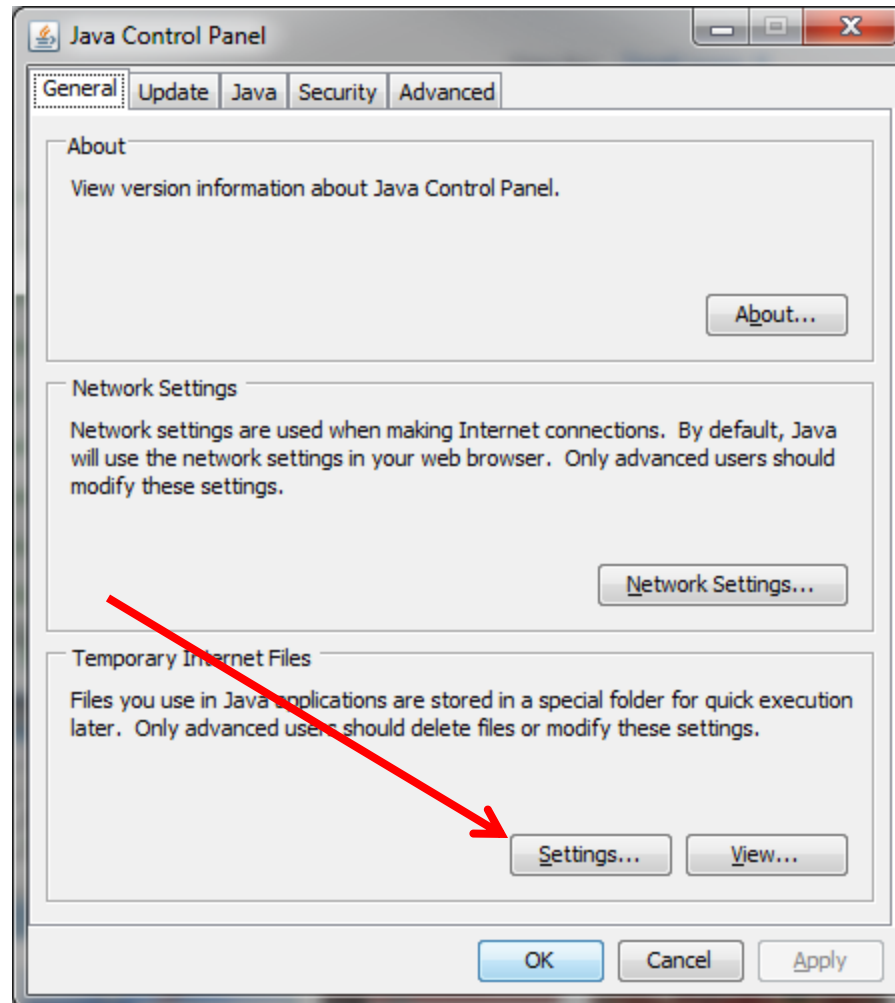 Java Control Panel
General Update Java Security Advanced
About
View version information about Java Control Panel.
About...
Network Settings
Network settings are used when making Internet connections.  By default, Java
will use the network settings in your web browser.  Only advanced users should
modify these settings.
Network Settings...
Temporary Internet Files
Files you use in Java applications are stored in a special folder for quick execution
later.  Only advanced users should delete files or modify these settings.
Settings... View...
OK Cancel Apply